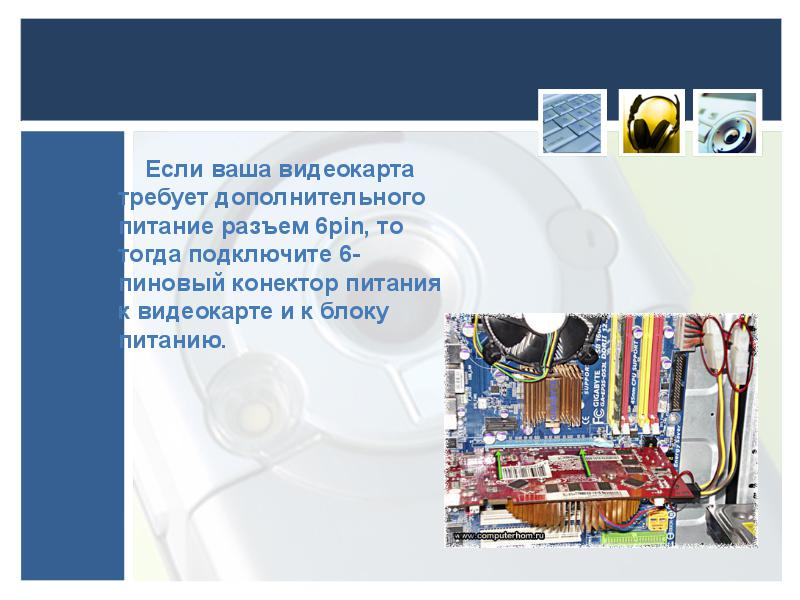 Если ваша видеокарта
требует дополнительного
питание разъем 6pin, то
тогда подключите 6-
пиновый конектор питания
к видеокарте и к блоку
питанию.
GIGABYTE
SUPPORT
www.computerhom.ru